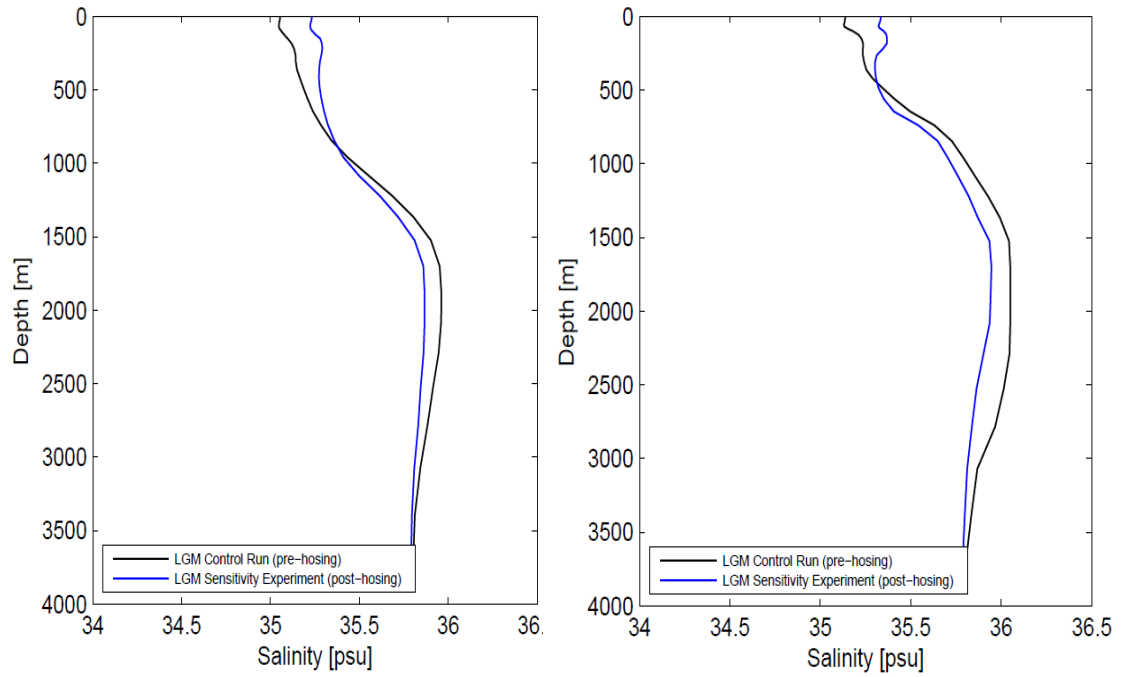 0
500
1000
1500
2000
2500
3000
3500
4000
Depth [m]
LGM Control Run (pre-hosing)
LGM Sensitivity Experiment (post-hosing)
34 34.5 35 35.5 36 36.
Salinity [psu]
0
500
1000
1500
2000
2500
3000
3500
4000
Depth [m]
LGM Control Run (pre-hosing)
LGM Sensitivity Experiment (post-hosing)
34 34.5 35 35.5 36 36.5
Salinity [psu]